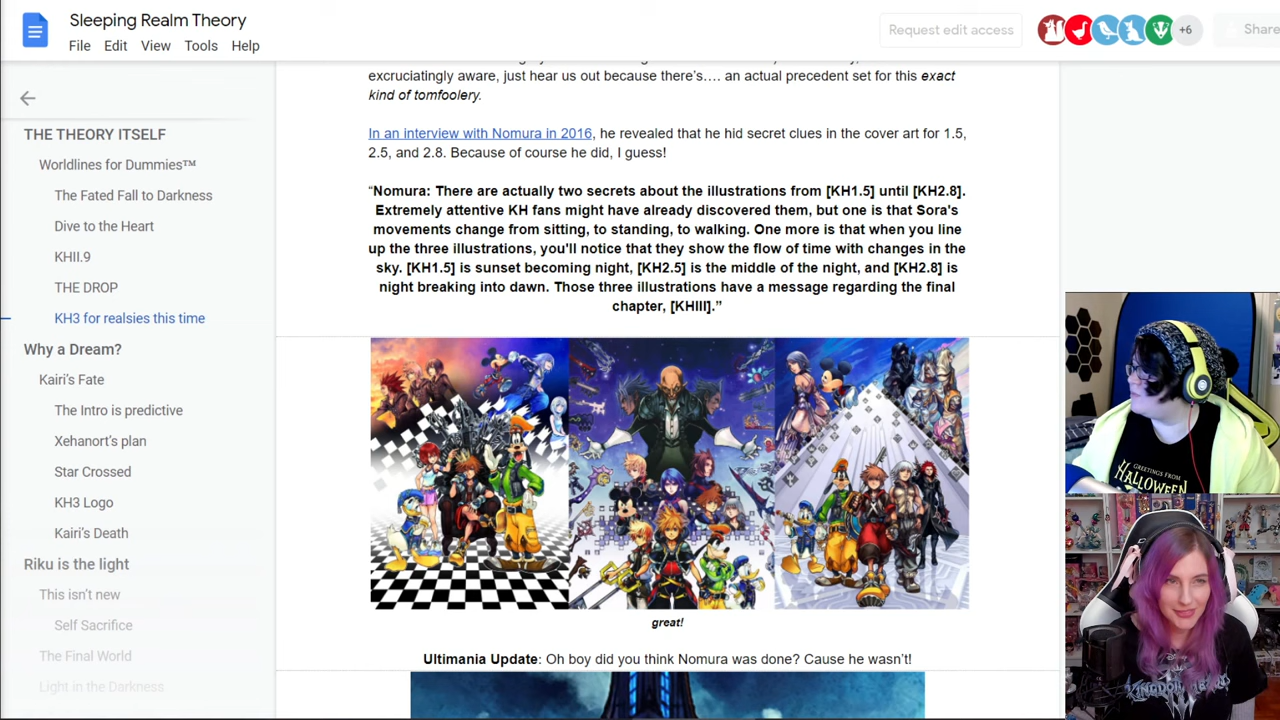 Sleeping Realm Theory
File Edit View Tools Help
Request edit access
+6
Share
THE THEORY ITSELF
Worldlines for Dummies™
The Fated Fall to Darkness
Dive to the Heart
KHII.9
THE DROP
KH3 for realsies this time
Why a Dream?
Kairi's Fate
The Intro is predictive
Xehanort's plan
Star Crossed
KH3 Logo
Kairi's Death
Riku is the light
This isn't new
Self Sacrifice
The Final World
Light in the Darkness
excruciatingly aware, just hear us out because there's…. an actual precedent set for this exact
kind of tomfoolery.
In an interview with Nomura in 2016, he revealed that he hid secret clues in the cover art for 1.5,
2.5, and 2.8. Because of course he did, I guess!
“Nomura: There are actually two secrets about the illustrations from [KH1.5] until [KH2.8].
Extremely attentive KH fans might have already discovered them, but one is that Sora's
movements change from sitting, to standing, to walking. One more is that when you line
up the three illustrations, you'll notice that they show the flow of time with changes in the
sky. [KH1.5] is sunset becoming night, [KH2.5] is the middle of the night, and [KH2.8] is
night breaking into dawn. Those three illustrations have a message regarding the final
chapter, [KHIII].”
great!
Ultimania Update: Oh boy did you think Nomura was done? Cause he wasn't!
GREETINGS FROM
HALLOWEEN